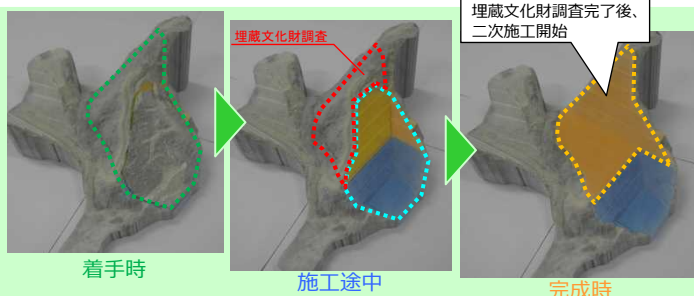 埋蔵文化財調査完了後、
二次施工開始
埋蔵文化財調査
着手時
施工途中
完成時